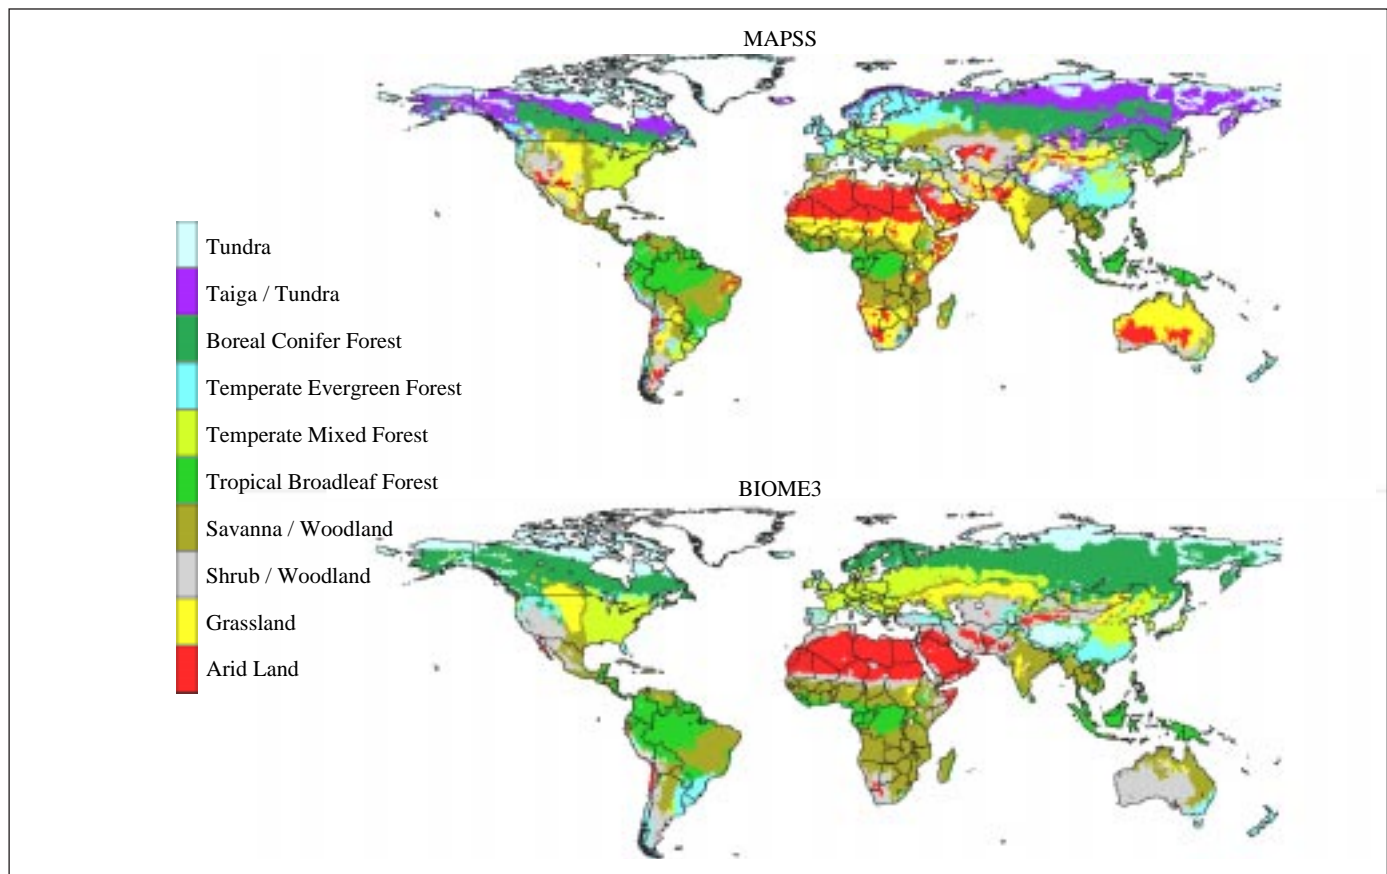 MAPSS
Tundra
Taiga / Tundra
Boreal Conifer Forest
Temperate Evergreen Forest
Temperate Mixed Forest
Tropical Broadleaf Forest
Savanna / Woodland
Shrub / Woodland
Grassland
Arid Land
BIOME3